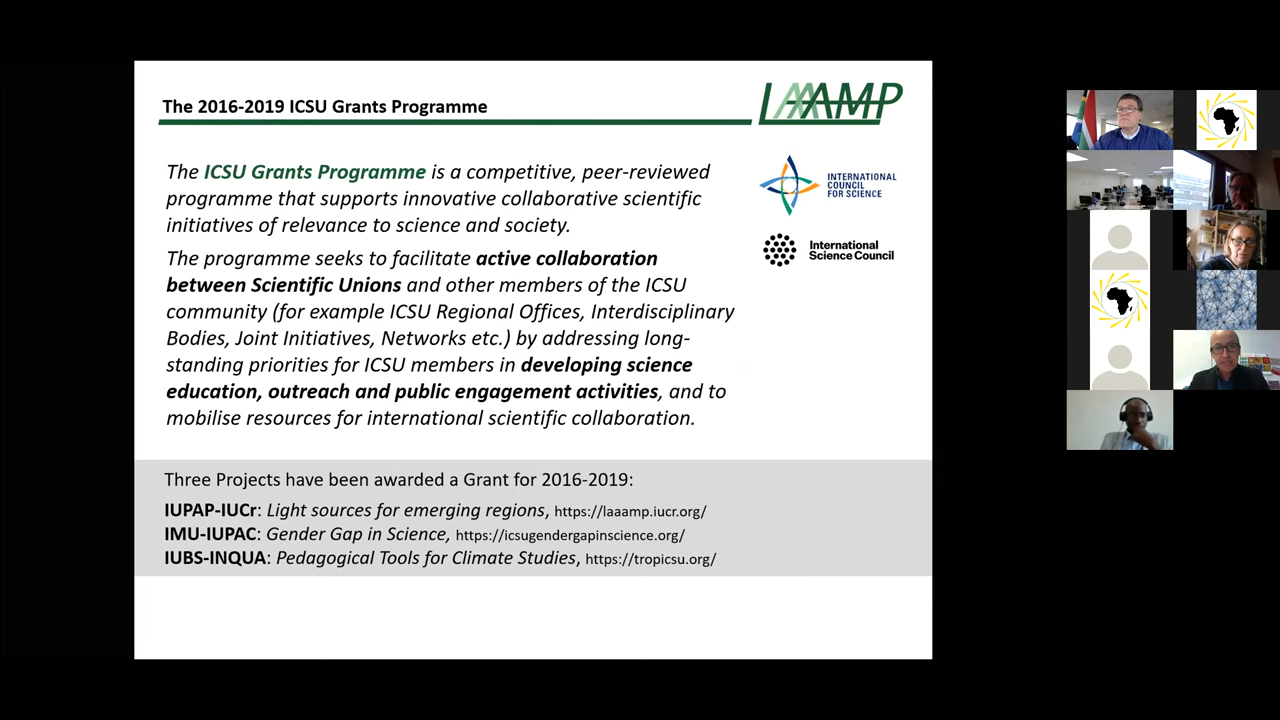 The 2016-2019 ICSU Grants Programme
LAAAMP
The ICSU Grants Programme is a competitive, peer-reviewed
programme that supports innovative collaborative scientific
initiatives of relevance to science and society.
INTERNATIONAL
COUNCIL
FOR SCIENCE
International
Science Council
The programme seeks to facilitate active collaboration
between Scientific Unions and other members of the ICSU
community (for example ICSU Regional Offices, Interdisciplinary
Bodies, Joint Initiatives, Networks etc.) by addressing long-
standing priorities for ICSU members in developing science
education, outreach and public engagement activities, and to
mobilise resources for international scientific collaboration.
Three Projects have been awarded a Grant for 2016-2019:
IUPAP-IUCr: Light sources for emerging regions, https://laaamp.iucr.org/
IMU-IUPAC: Gender Gap in Science, https://icsugendergapinscience.org/
IUBS-INQUA: Pedagogical Tools for Climate Studies, https://tropicsu.org/